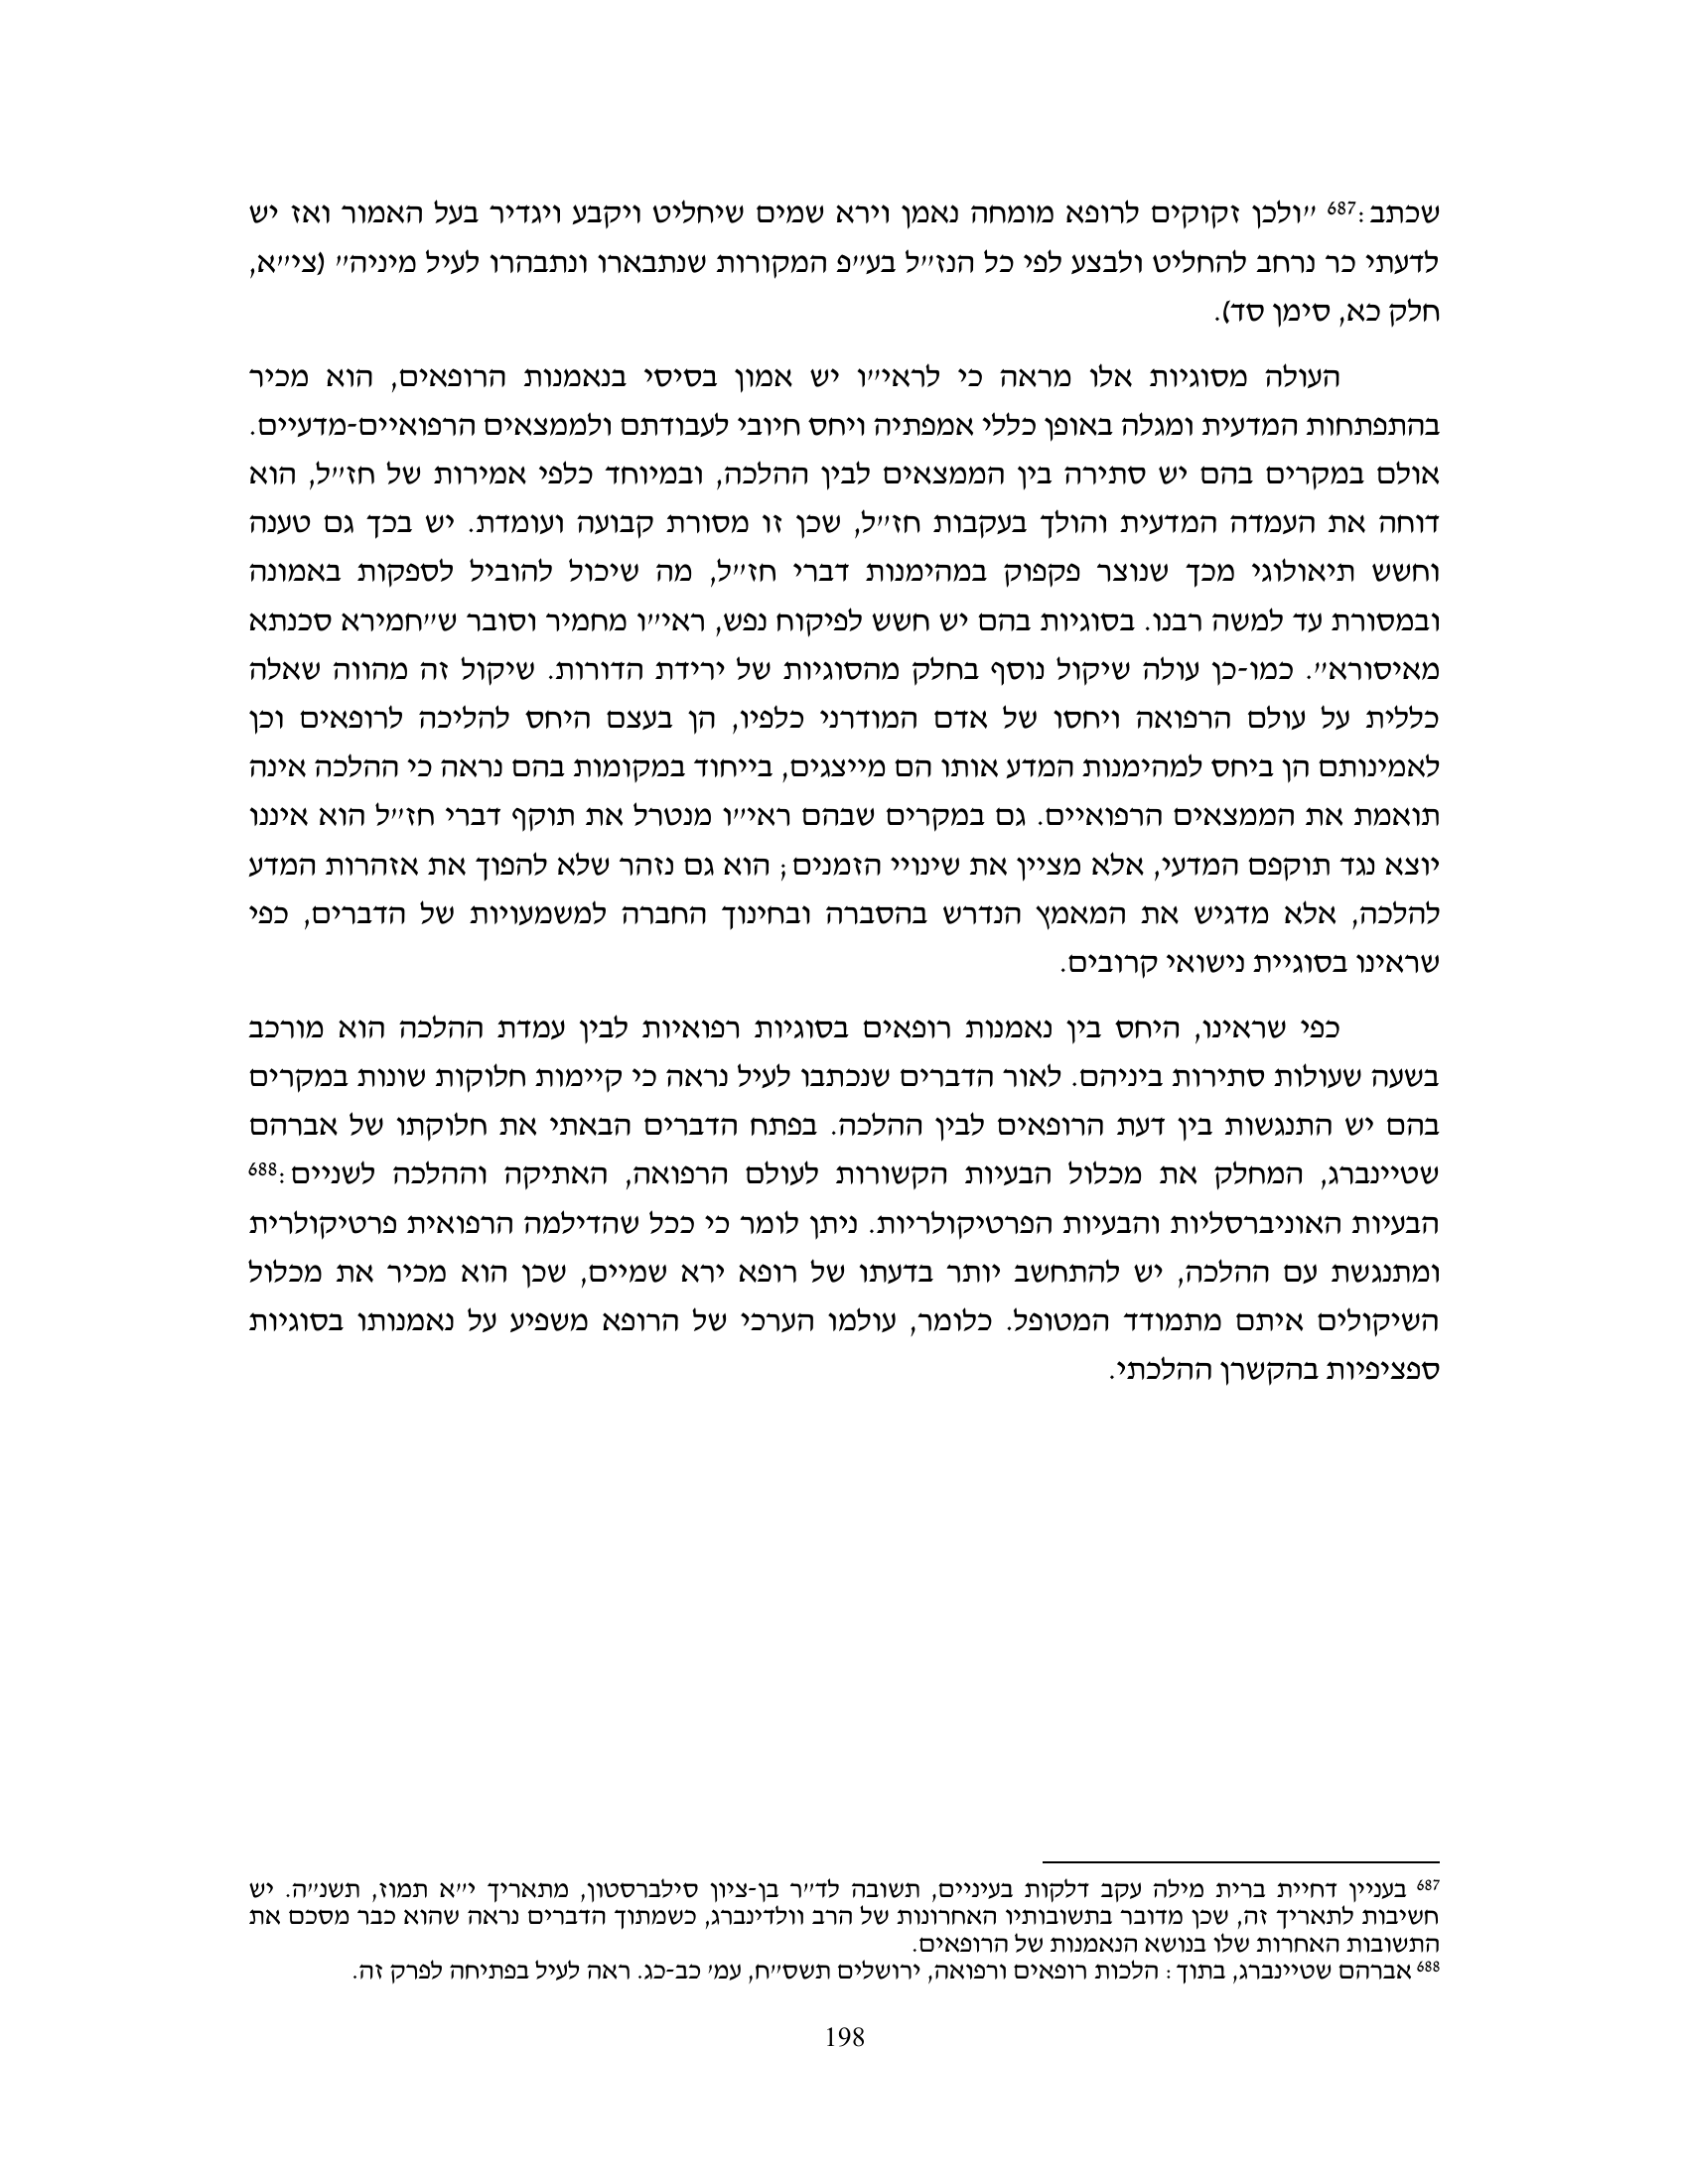 שכתב:687 "ולכן זקוקים לרופא מומחה נאמן וירא שמים שיחליט ויקבע ויגדיר בעל האמור ואז יש
לדעתי כר נרחב להחליט ולבצע לפי כל הנז"ל בע"פ המקורות שנתבארו ונתבהרו לעיל מיניה" (צי"א,
חלק כא, סימן סד).
העולה מסוגיות אלו מראה כי לראי"ו יש אמון בסיסי בנאמנות הרופאים, הוא מכיר
בהתפתחות המדעית ומגלה באופן כללי אמפתיה ויחס חיובי לעבודתם ולממצאים הרפואיים-מדעיים.
אולם במקרים בהם יש סתירה בין הממצאים לבין ההלכה, ובמיוחד כלפי אמירות של חז"ל, הוא
דוחה את העמדה המדעית והולך בעקבות חז"ל, שכן זו מסורת קבועה ועומדת. יש בכך גם טענה
וחשש תיאולוגי מכך שנוצר פקפוק במהימנות דברי חז"ל, מה שיכול להוביל לספקות באמונה
ובמסורת עד למשה רבנו. בסוגיות בהם יש חשש לפיקוח נפש, ראי"ו מחמיר וסובר ש"חמירא סכנתא
מאיסורא". כמו-כן עולה שיקול נוסף בחלק מהסוגיות של ירידת הדורות. שיקול זה מהווה שאלה
כללית על עולם הרפואה ויחסו של אדם המודרני כלפיו, הן בעצם היחס להליכה לרופאים וכן
לאמינותם הן ביחס למהימנות המדע אותו הם מייצגים, בייחוד במקומות בהם נראה כי ההלכה אינה
תואמת את הממצאים הרפואיים. גם במקרים שבהם ראי"ו מנטרל את תוקף דברי חז"ל הוא איננו
יוצא נגד תוקפם המדעי, אלא מציין את שינויי הזמנים; הוא גם נזהר שלא להפוך את אזהרות המדע
להלכה, אלא מדגיש את המאמץ הנדרש בהסברה ובחינוך החברה למשמעויות של הדברים, כפי
שראינו בסוגיית נישואי קרובים.
כפי שראינו, היחס בין נאמנות רופאים בסוגיות רפואיות לבין עמדת ההלכה הוא מורכב
בשעה שעולות סתירות ביניהם. לאור הדברים שנכתבו לעיל נראה כי קיימות חלוקות שונות במקרים
בהם יש התנגשות בין דעת הרופאים לבין ההלכה. בפתח הדברים הבאתי את חלוקתו של אברהם
שטיינברג, המחלק את מכלול הבעיות הקשורות לעולם הרפואה, האתיקה וההלכה לשניים:688
הבעיות האוניברסליות והבעיות הפרטיקולריות. ניתן לומר כי ככל שהדילמה הרפואית פרטיקולרית
ומתנגשת עם ההלכה, יש להתחשב יותר בדעתו של רופא ירא שמיים, שכן הוא מכיר את מכלול
השיקולים איתם מתמודד המטופל. כלומר, עולמו הערכי של הרופא משפיע על נאמנותו בסוגיות
ספציפיות בהקשרן ההלכתי.
687 בעניין דחיית ברית מילה עקב דלקות בעיניים, תשובה לד"ר בן-ציון סילברסטון, מתאריך י"א תמוז, תשנ"ה. יש
חשיבות לתאריך זה, שכן מדובר בתשובותיו האחרונות של הרב וולדינברג, כשמתוך הדברים נראה שהוא כבר מסכם את
התשובות האחרות שלו בנושא הנאמנות של הרופאים.
688 אברהם שטיינברג, בתוך: הלכות רופאים ורפואה, ירושלים תשס"ח, עמ' כב-כג. ראה לעיל בפתיחה לפרק זה.
198